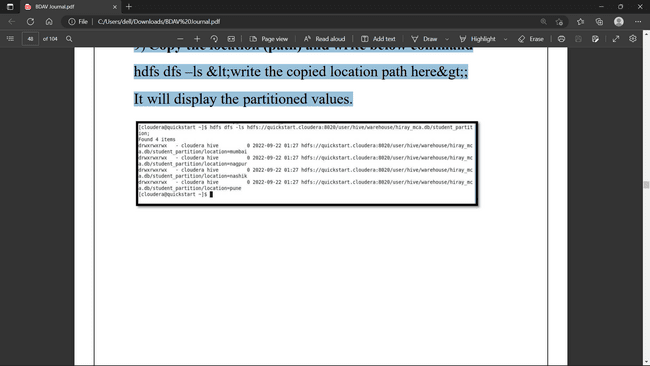 BDAV Journal.pdf
File
C:/Users/dell/Downloads/BDAV%20Journal.pdf
48 of 104
Page view
Read aloud
Add text
Draw
Highlight
Erase
9) Copy the location (path) and write below command
hdfs dfs –ls &lt;write the copied location path here&gt;;
It will display the partitioned values.
[cloudera@quickstart ~]$ hdfs dfs -ls hdfs://quickstart.cloudera:8020/user/hive/warehouse/hiray_mca.db/student_partit
ion;
Found 4 items
drwxrwxrwx - cloudera hive 0 2022-09-22 01:27 hdfs://quickstart.cloudera:8020/user/hive/warehouse/hiray_mc
a.db/student_partition/location=mumbai
drwxrwxrwx - cloudera hive 0 2022-09-22 01:27 hdfs://quickstart.cloudera:8020/user/hive/warehouse/hiray_mc
a.db/student_partition/location=nagpur
drwxrwxrwx - cloudera hive 0 2022-09-22 01:27 hdfs://quickstart.cloudera:8020/user/hive/warehouse/hiray_mc
a.db/student_partition/location=nashik
drwxrwxrwx - cloudera hive 0 2022-09-22 01:27 hdfs://quickstart.cloudera:8020/user/hive/warehouse/hiray_mc
a.db/student_partition/location=pune
[cloudera@quickstart ~]$